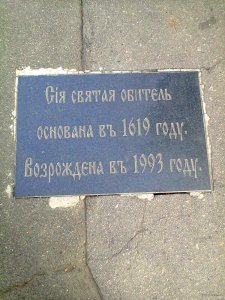 Сія святая обитель
основана въ 1619 году.
Возрождена въ 1993 году.